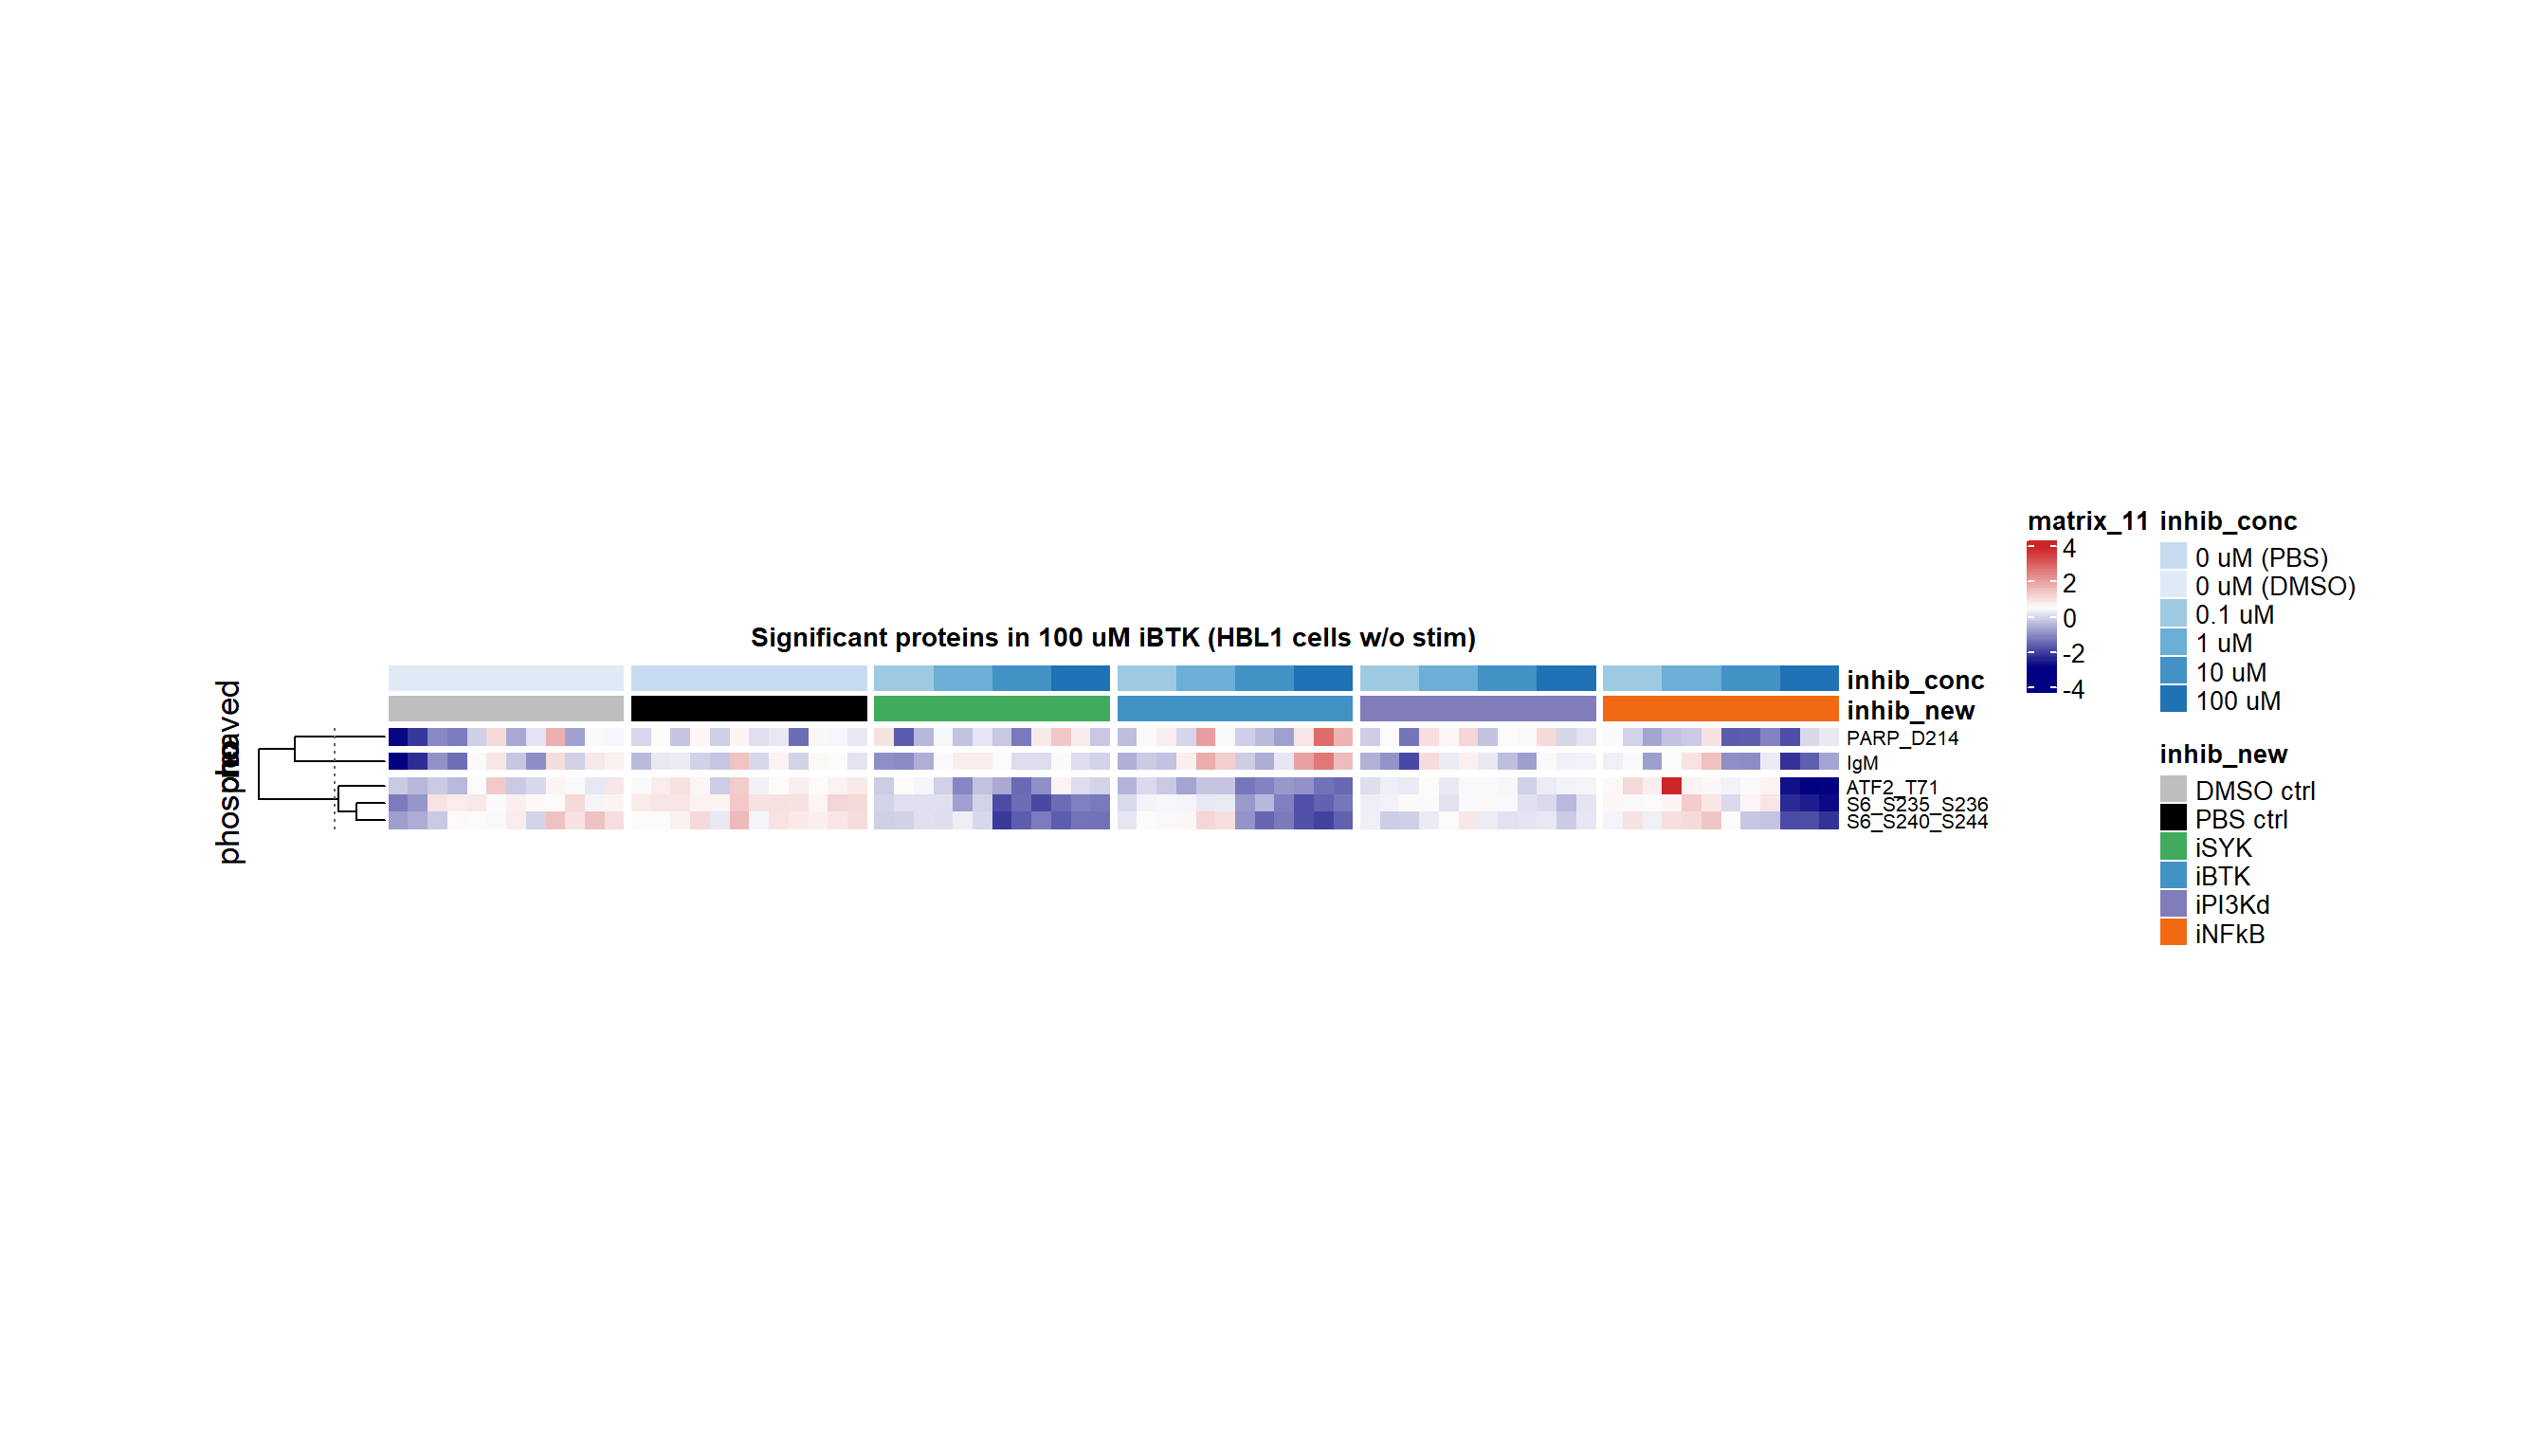 Significant proteins in 100 uM iBTK (HBL1 cells w/o stim)
inhib_conc
inhib_new
PARP_D214
IgM
ATF2_T71
S6_S235_S236
S6_S240_S244
matrix_11
4
2
0
-2
-4
inhib_conc
0 uM (PBS)
0 uM (DMSO)
0.1 uM
1 uM
10 uM
100 uM
inhib_new
DMSO ctrl
PBS ctrl
iSYK
iBTK
iPI3Kd
iNFkB